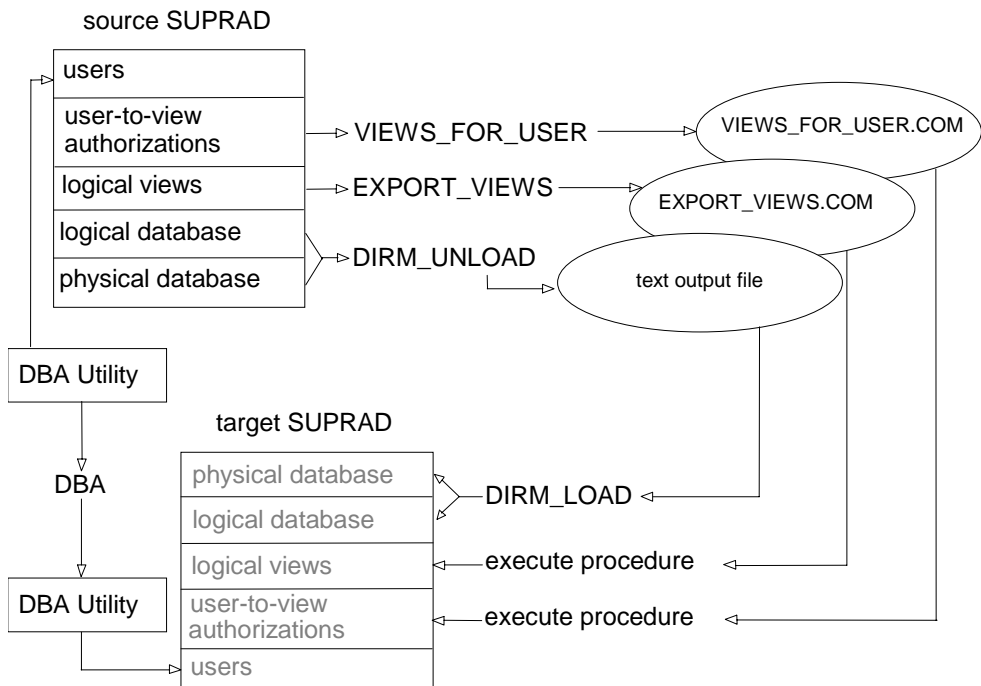 source SUPRAD
users
user-to-view
authorizations
logical views
logical database
physical database
VIEWS_FOR_USER
EXPORT_VIEWS
DIRM_UNLOAD
VIEWS_FOR_USER.COM
EXPORT_VIEWS.COM
text output file
DBA Utility
DBA
DBA Utility
target SUPRAD
physical database
logical database
logical views
user-to-view
authorizations
users
DIRM_LOAD
execute procedure
execute procedure